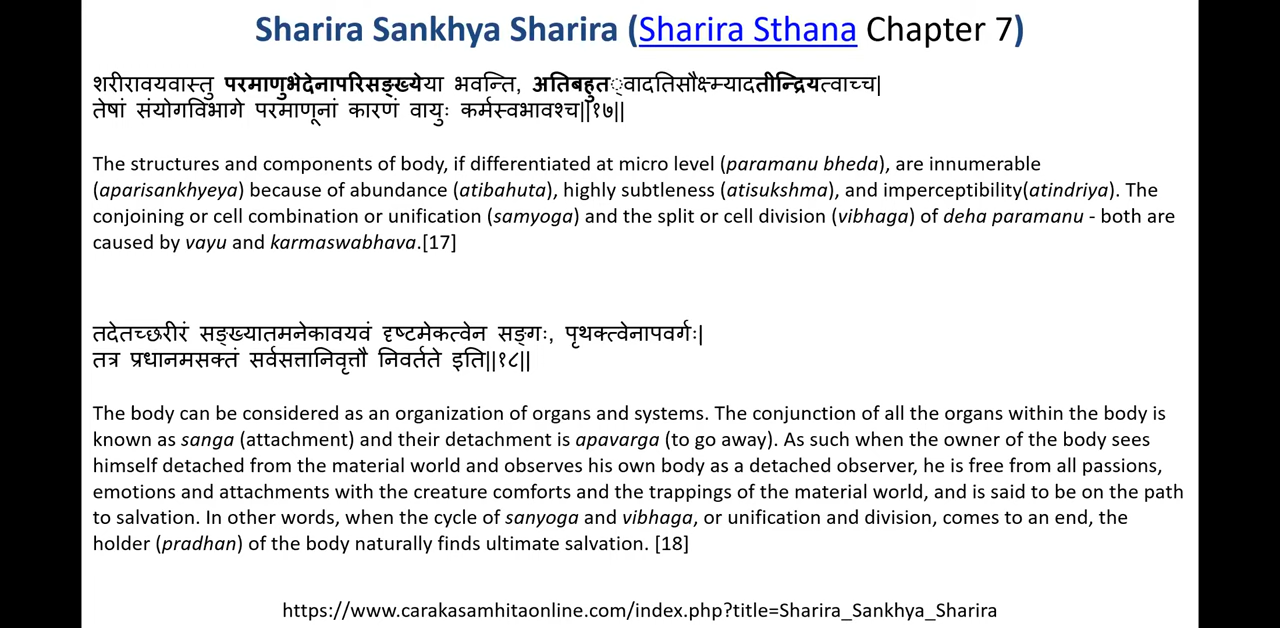 Sharira Sankhya Sharira (Sharira Sthana Chapter 7)
शरीरावयवास्तु परमाणुभेदेनापरिसङ्ख्येया भवन्ति, अतिबहुत्वादतिसौक्ष्म्यादतीन्द्रियत्वाच्च|
तेषां संयोगविभागे परमाणूनां कारणं वायुः कर्मस्वभावश्च||१७||
The structures and components of body, if differentiated at micro level (paramanu bheda), are innumerable
(aparisankhyeya) because of abundance (atibahuta), highly subtleness (atisukshma), and imperceptibility(atindriya). The
conjoining or cell combination or unification (samyoga) and the split or cell division (vibhaga) of deha paramanu - both are
caused by vayu and karmaswabhava.[17]
तदेतच्छरीरं सङ्ख्यातमनेकावयवं दृष्टमेकत्वेन सङ्गः, पृथक्त्वेनापवर्गः|
तत्र प्रधानमसक्तं सर्वसत्तानिवृत्तौ निवर्तते इति||१८||
The body can be considered as an organization of organs and systems. The conjunction of all the organs within the body is
known as sanga (attachment) and their detachment is apavarga (to go away). As such when the owner of the body sees
himself detached from the material world and observes his own body as a detached observer, he is free from all passions,
emotions and attachments with the creature comforts and the trappings of the material world, and is said to be on the path
to salvation. In other words, when the cycle of sanyoga and vibhaga, or unification and division, comes to an end, the
holder (pradhan) of the body naturally finds ultimate salvation. [18]
https://www.carakasamhitaonline.com/index.php?title=Sharira_Sankhya_Sharira